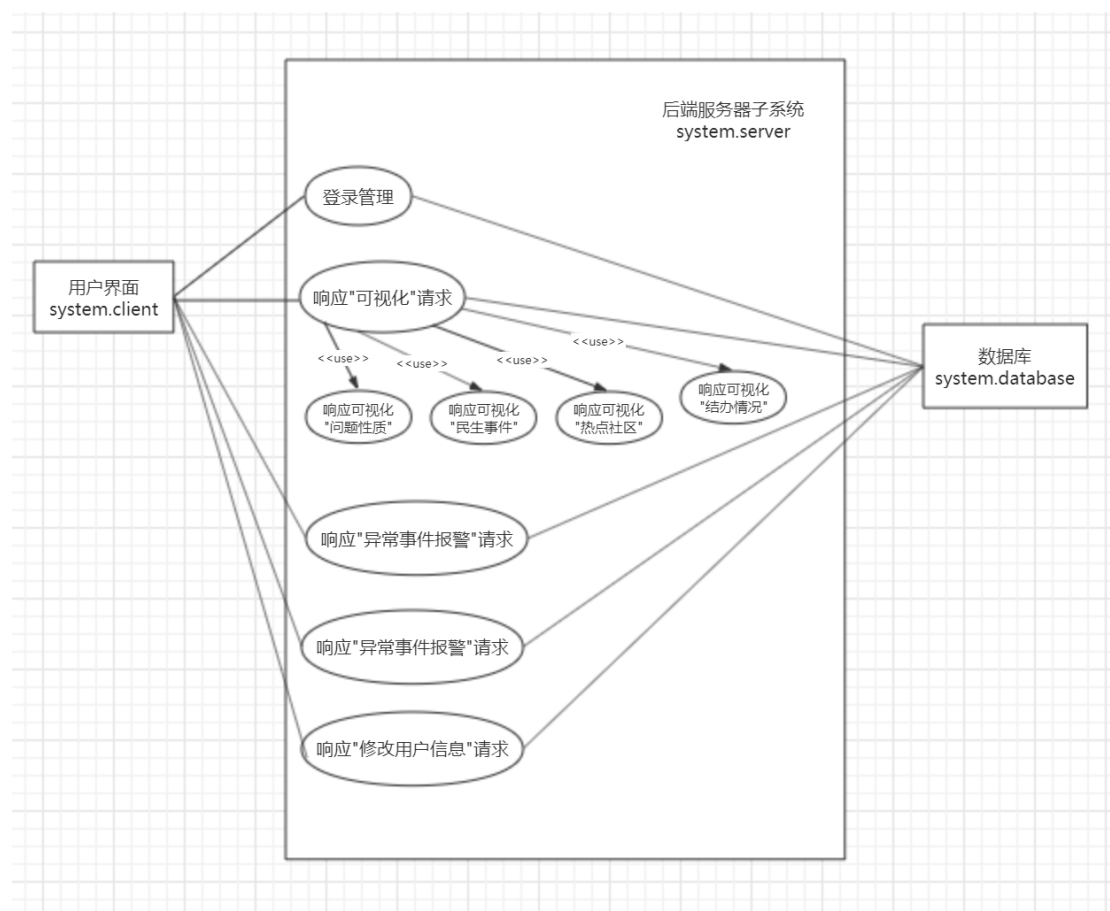 后端服务器子系统
system.server
登录管理
用户界面
system.client
响应"可视化"请求
数据库
system.database
<<use>>
<<use>>
<<use>>
<<use>>
响应可视化
"问题性质"
响应可视化
"民生事件"
响应可视化
"热点社区"
响应可视化
"结办情况"
响应"异常事件报警"请求
响应"异常事件报警"请求
响应"修改用户信息"请求